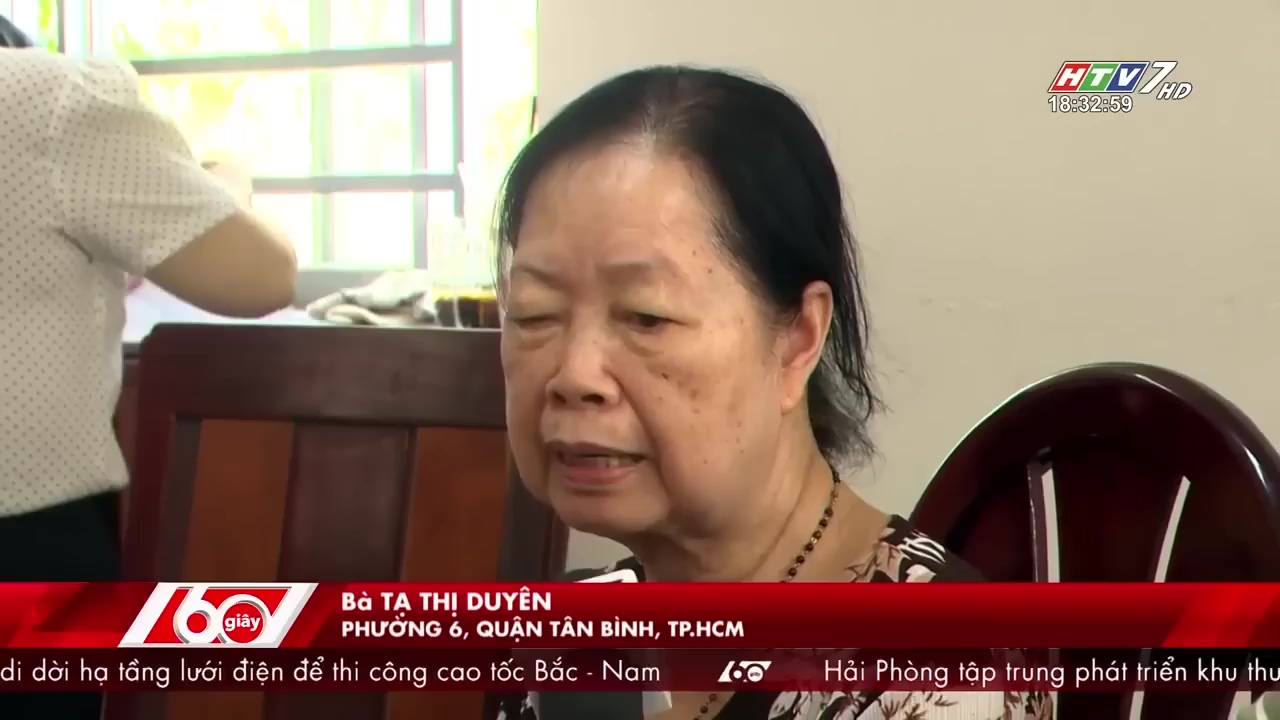 HTV7 HD
18:32:59
60 giây
Bà TẠ THỊ DUYÊN
PHƯỜNG 6, QUẬN TÂN BÌNH, TP.HCM
di dời hạ tầng lưới điện để thi công cao tốc Bắc - Nam 60 giây Hải Phòng tập trung phát triển khu